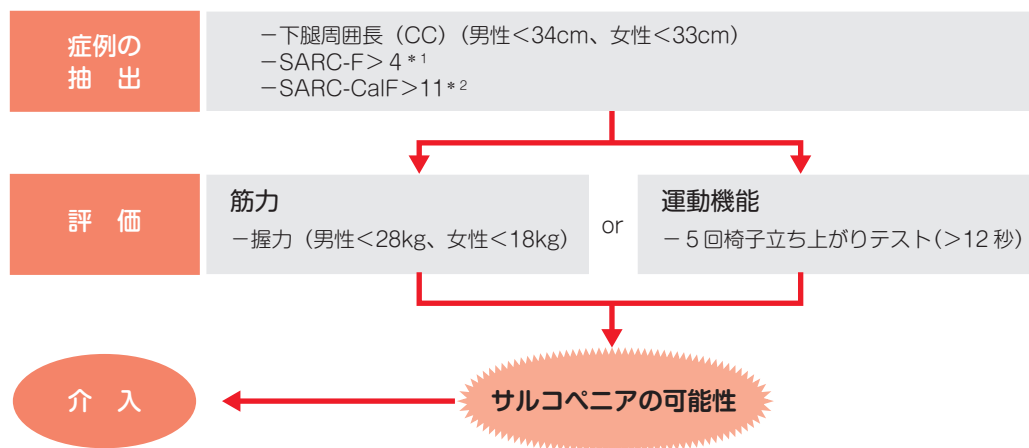 症例の
抽 出
－下腿周囲長（CC）（男性＜34cm、女性＜33cm）
－SARC-F＞4＊1
－SARC-CalF＞11＊2
評 価
筋力
－握力（男性＜28kg、女性＜18kg）
or
運動機能
－5回椅子立ち上がりテスト（＞12秒）
介 入
サルコペニアの可能性